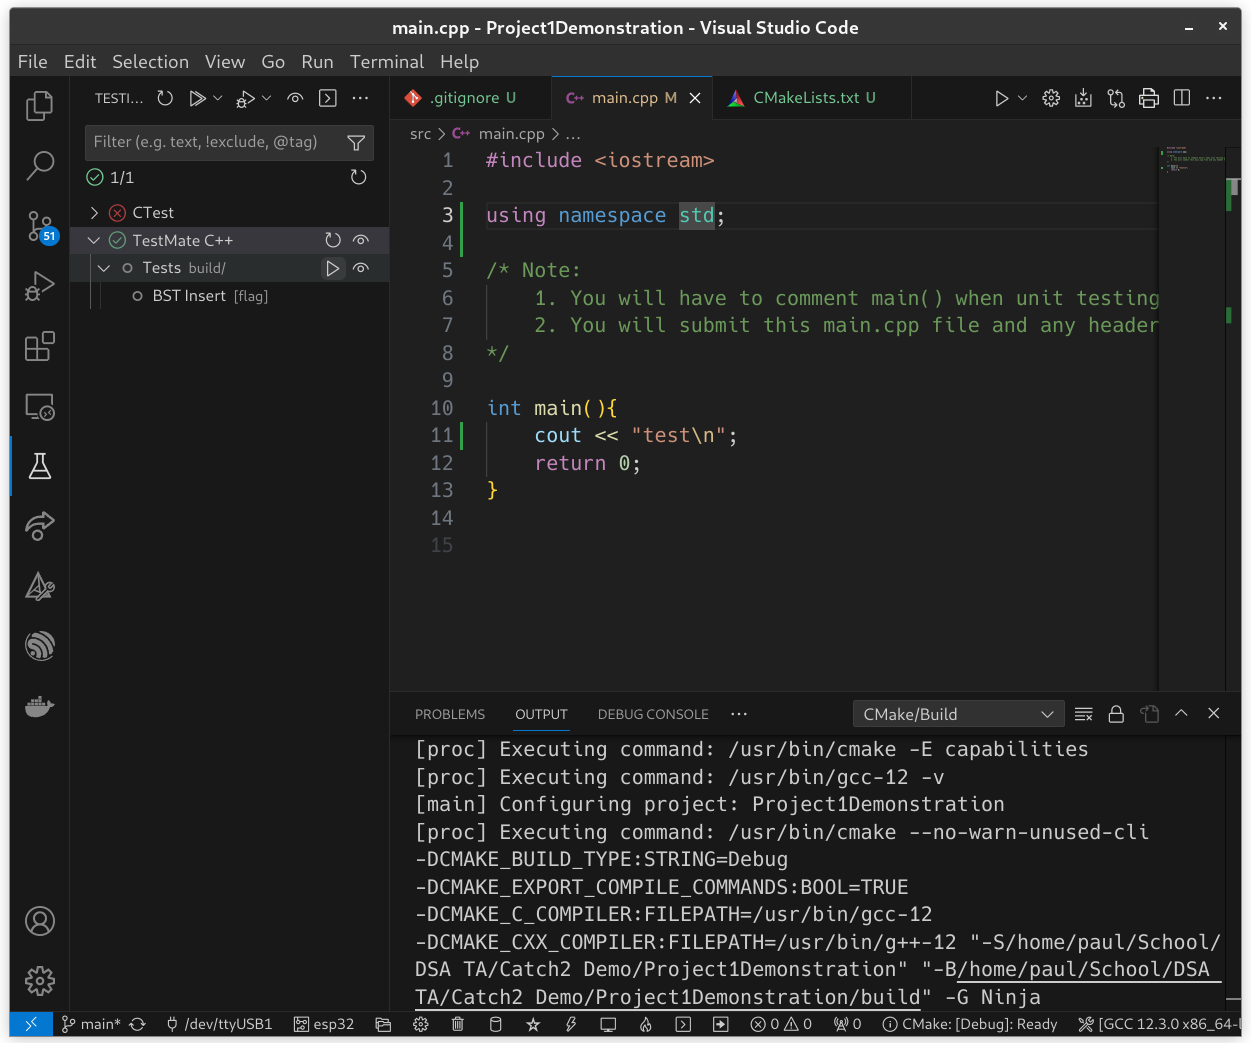 main.cpp - Project1Demonstration - Visual Studio Code
File Edit Selection View Go Run Terminal Help
TESTI...
.gitignore U
main.cpp M
CMakeLists.txt U
Filter (e.g. text, !exclude, @tag)
1/1
CTest
51
TestMate C++
Tests build/
BST Insert [flag]
src > main.cpp > ...
1 #include <iostream>
2
3 using namespace std;
4
5 /* Note:
6 1. You will have to comment main() when unit testing
7 2. You will submit this main.cpp file and any header
8 */
9
10 int main(){
11 cout << "test\n";
12 return 0;
13 }
14
15
PROBLEMS OUTPUT DEBUG CONSOLE ... CMake/Build
[proc] Executing command: /usr/bin/cmake -E capabilities
[proc] Executing command: /usr/bin/gcc-12 -v
[main] Configuring project: Project1Demonstration
[proc] Executing command: /usr/bin/cmake --no-warn-unused-cli
-DCMAKE_BUILD_TYPE:STRING=Debug
-DCMAKE_EXPORT_COMPILE_COMMANDS:BOOL=TRUE
-DCMAKE_C_COMPILER:FILEPATH=/usr/bin/gcc-12
-DCMAKE_CXX_COMPILER:FILEPATH=/usr/bin/g++-12 "-S/home/paul/School/
DSA TA/Catch2 Demo/Project1Demonstration" "-B/home/paul/School/DSA
TA/Catch2 Demo/Project1Demonstration/build" -G Ninja
main* /dev/ttyUSB1 esp32 0 0 0 CMake: [Debug]: Ready [GCC 12.3.0 x86_64-